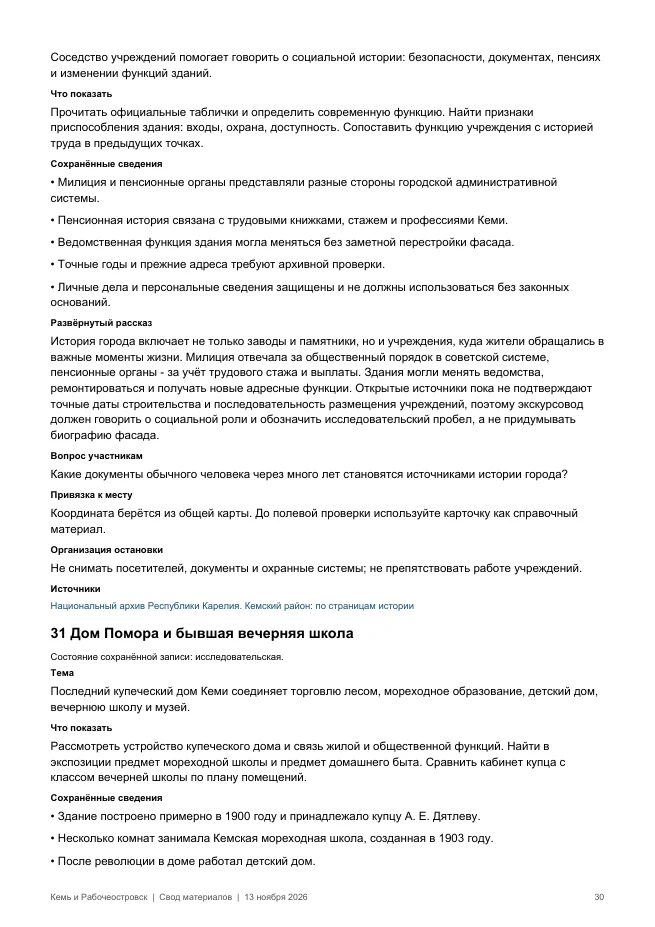 Соседство учреждений помогает говорить о социальной истории: безопасности, документах, пенсиях
и изменении функций зданий.
Что показать
Прочитать официальные таблички и определить современную функцию. Найти признаки
приспособления здания: входы, охрана, доступность. Сопоставить функцию учреждения с историей
труда в предыдущих точках.
Сохранённые сведения
• Милиция и пенсионные органы представляли разные стороны городской административной
системы.
• Пенсионная история связана с трудовыми книжками, стажем и профессиями Кеми.
• Ведомственная функция здания могла меняться без заметной перестройки фасада.
• Точные годы и прежние адреса требуют архивной проверки.
• Личные дела и персональные сведения защищены и не должны использоваться без законных
оснований.
Развёрнутый рассказ
История города включает не только заводы и памятники, но и учреждения, куда жители обращались в
важные моменты жизни. Милиция отвечала за общественный порядок в советской системе,
пенсионные органы - за учёт трудового стажа и выплаты. Здания могли менять ведомства,
ремонтироваться и получать новые адресные функции. Открытые источники пока не подтверждают
точные даты строительства и последовательность размещения учреждений, поэтому экскурсовод
должен говорить о социальной роли и обозначить исследовательский пробел, а не придумывать
биографию фасада.
Вопрос участникам
Какие документы обычного человека через много лет становятся источниками истории города?
Привязка к месту
Координата берётся из общей карты. До полевой проверки используйте карточку как справочный
материал.
Организация остановки
Не снимать посетителей, документы и охранные системы; не препятствовать работе учреждений.
Источники
Национальный архив Республики Карелия. Кемский район: по страницам истории
31 Дом Помора и бывшая вечерняя школа
Состояние сохранённой записи: исследовательская.
Тема
Последний купеческий дом Кеми соединяет торговлю лесом, мореходное образование, детский дом,
вечернюю школу и музей.
Что показать
Рассмотреть устройство купеческого дома и связь жилой и общественной функций. Найти в
экспозиции предмет мореходной школы и предмет домашнего быта. Сравнить кабинет купца с
классом вечерней школы по плану помещений.
Сохранённые сведения
• Здание построено примерно в 1900 году и принадлежало купцу А. Е. Дятлеву.
• Несколько комнат занимала Кемская мореходная школа, созданная в 1903 году.
• После революции в доме работал детский дом.
Кемь и Рабочеостровск | Свод материалов | 13 ноября 2026
30